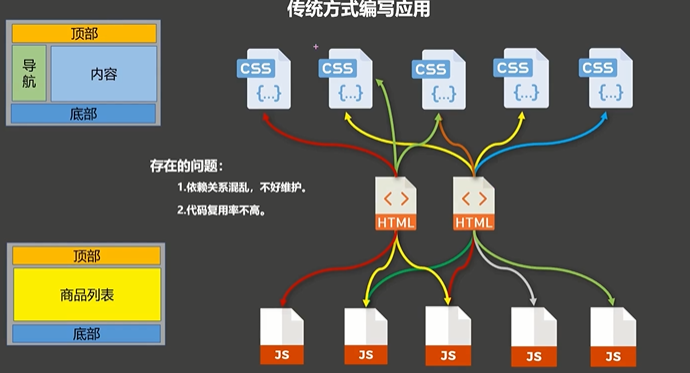 传统方式编写应用
顶部
导航
内容
底部
CSS
CSS
CSS
CSS
CSS
{...}
{...}
{...}
{...}
{...}
存在的问题：
1.依赖关系混乱，不好维护。
2.代码复用率不高。
<>
<>
HTML
HTML
顶部
商品列表
底部
JS
JS
JS
JS
JS